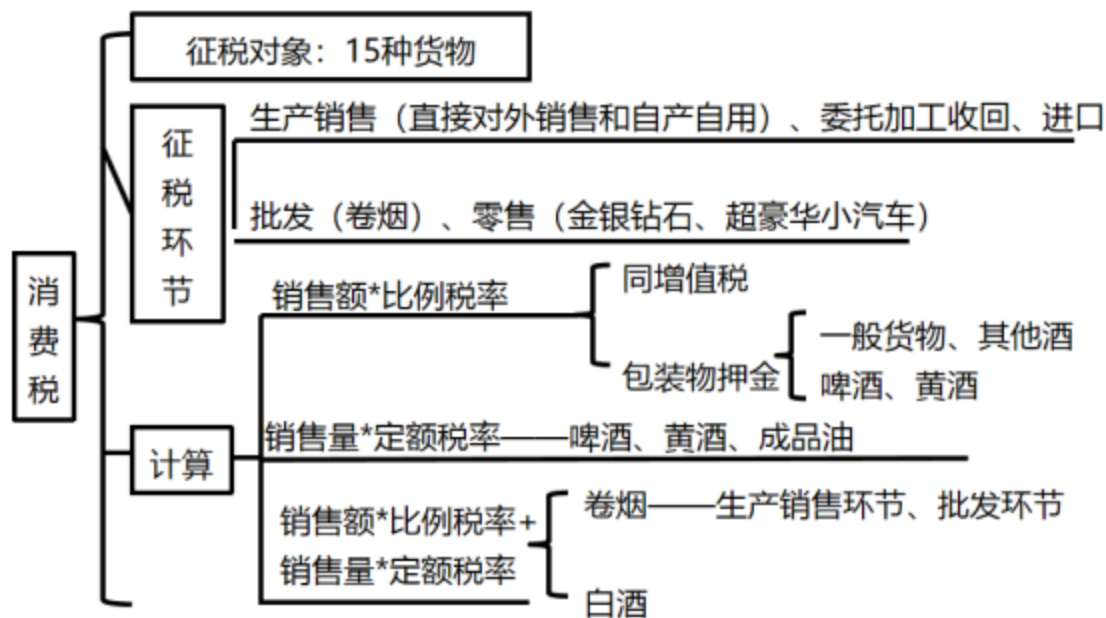 征税对象：15种货物
征税环节
生产销售（直接对外销售和自产自用）、委托加工收回、进口
批发（卷烟）、零售（金银钻石、超豪华小汽车）
消费税
销售额*比例税率
同增值税
包装物押金
一般货物、其他酒
啤酒、黄酒
计算
销售量*定额税率——啤酒、黄酒、成品油
销售额*比例税率+
销售量*定额税率
卷烟——生产销售环节、批发环节
白酒